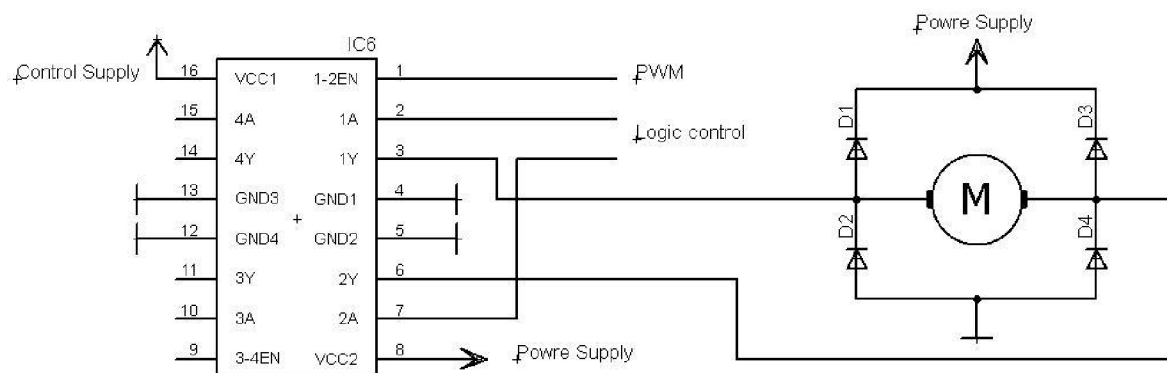 Powre Supply
IC6
Control Supply
16 VCC1 1-2EN 1 PWM
15 4A 1A 2
Logic control
14 4Y 1Y 3
13 GND3 GND1 4
12 GND4 GND2 5
11 3Y 2Y 6
10 3A 2A 7
9 3-4EN VCC2 8 Powre Supply
D1 D3
M
D2 D4